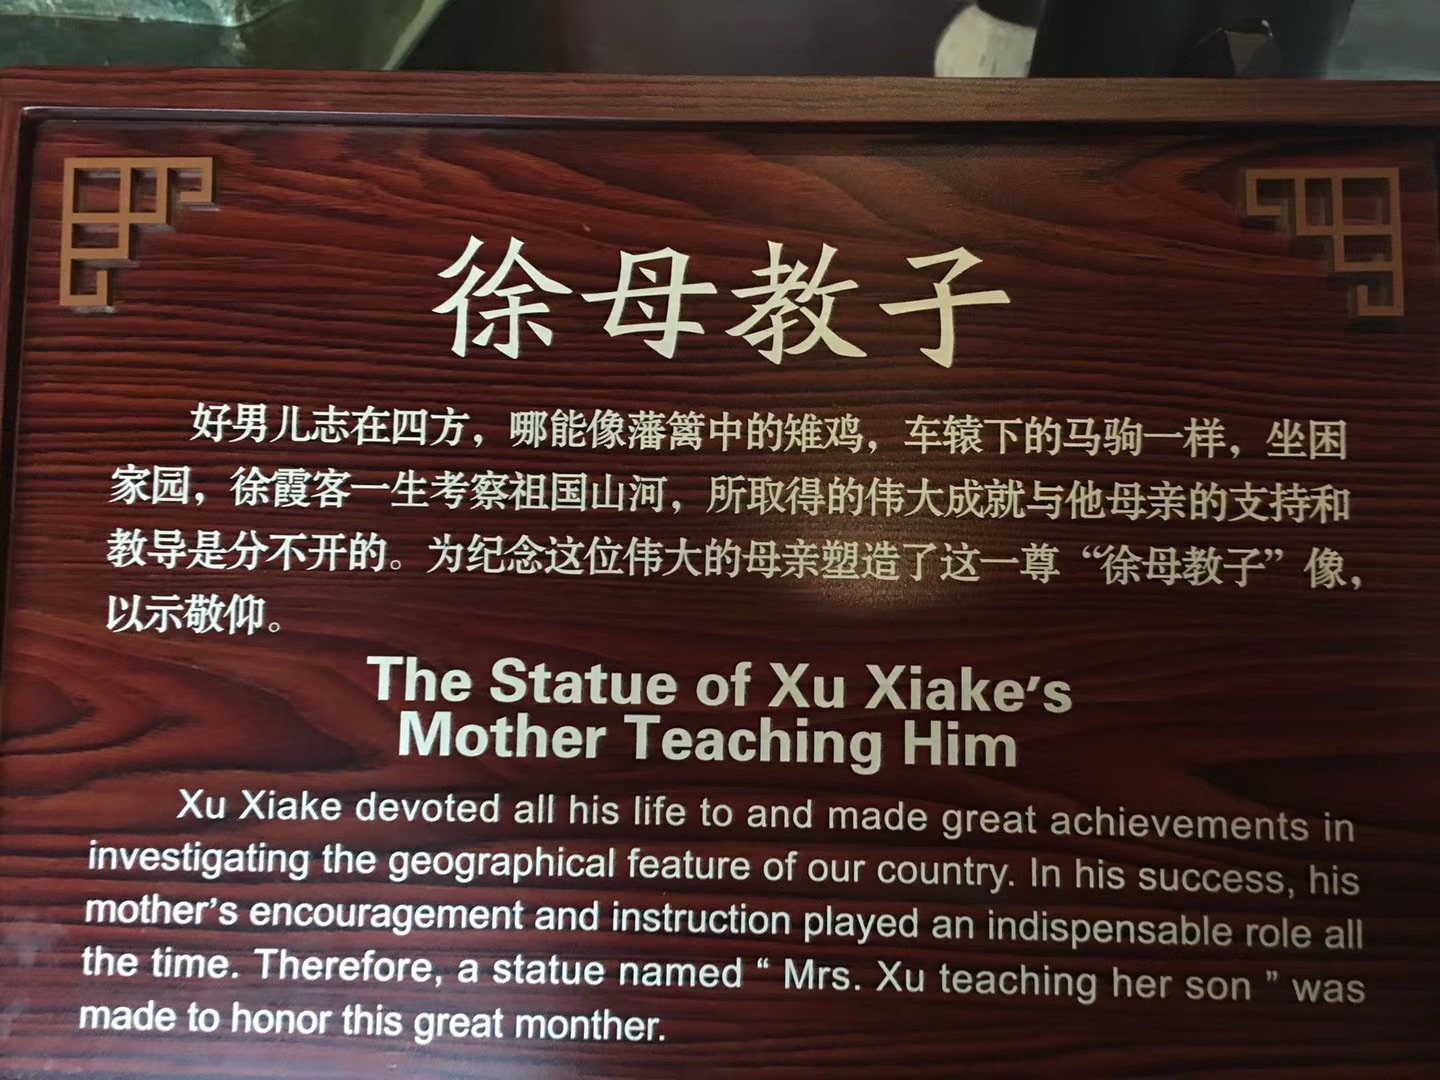 徐母教子
好男儿志在四方，哪能像藩篱中的雉鸡，车辕下的马驹一样，坐困
家园，徐霞客一生考察祖国山河，所取得的伟大成就与他母亲的支持和
教导是分不开的。为纪念这位伟大的母亲塑造了这一尊“徐母教子”像，
以示敬仰。
The Statue of Xu Xiake's
Mother Teaching Him
Xu Xiake devoted all his life to and made great achievements in
investigating the geographical feature of our country. In his success, his
mother's encouragement and instruction played an indispensable role all
the time. Therefore, a statue named “ Mrs. Xu teaching her son ” was
made to honor this great monther.